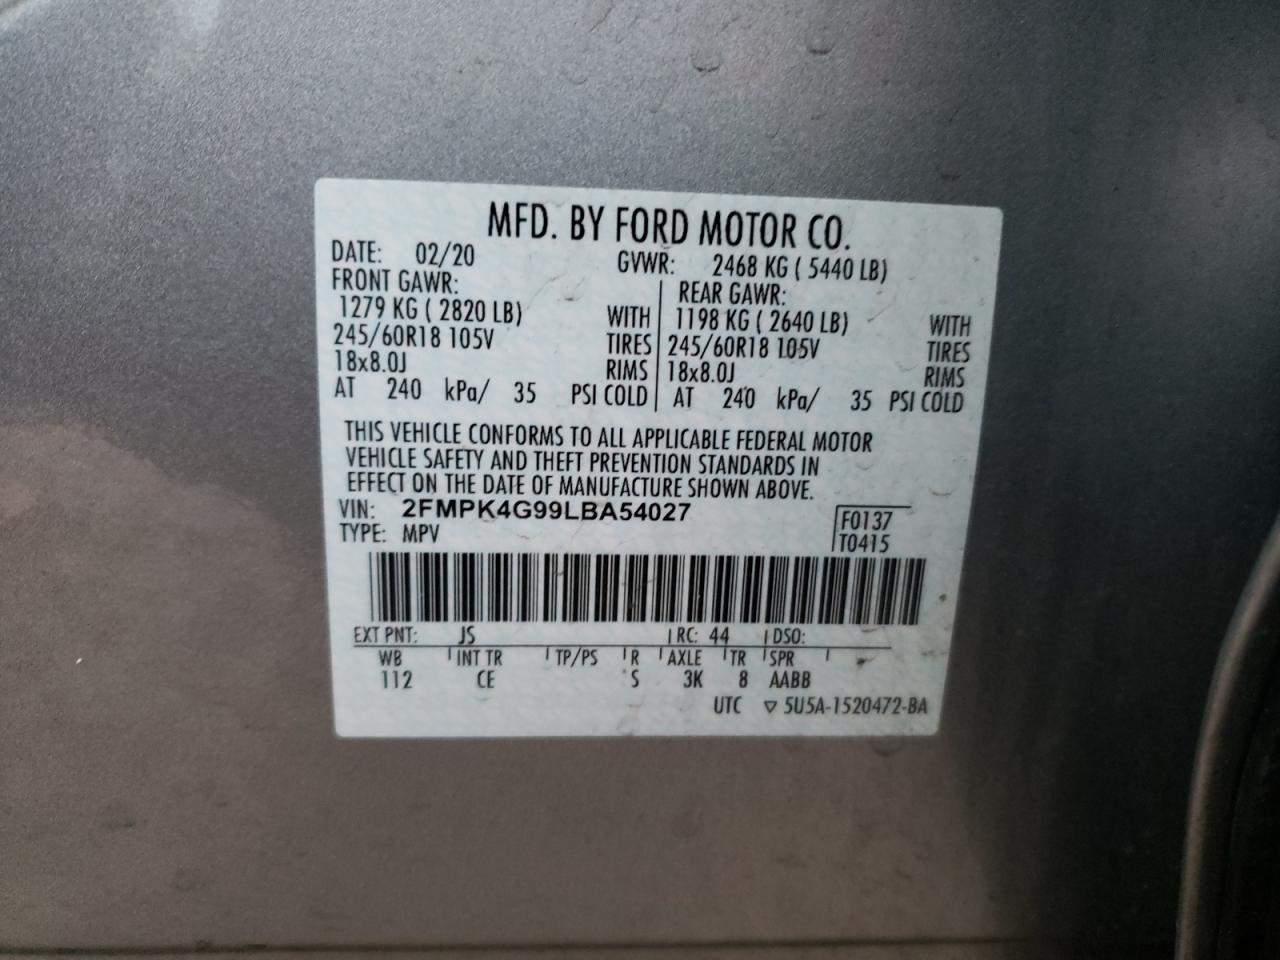 MFD. BY FORD MOTOR CO.
DATE: 02/20 GVWR: 2468 KG ( 5440 LB)
FRONT GAWR: REAR GAWR:
1279 KG ( 2820 LB) WITH 1198 KG ( 2640 LB) WITH
245/60R18 105V TIRES 245/60R18 105V TIRES
18x8.0J RIMS 18x8.0J RIMS
AT 240 kPa/ 35 PSI COLD AT 240 kPa/ 35 PSI COLD
THIS VEHICLE CONFORMS TO ALL APPLICABLE FEDERAL MOTOR
VEHICLE SAFETY AND THEFT PREVENTION STANDARDS IN
EFFECT ON THE DATE OF MANUFACTURE SHOWN ABOVE.
VIN: 2FMPK4G99LBA54027 F0137
TYPE: MPV T0415
EXT PNT: JS RC: 44 DSO:
WB INT TR TP/PS R AXLE TR SPR
112 CE S 3K 8 AABB
UTC ▽ 5U5A-1520472-BA